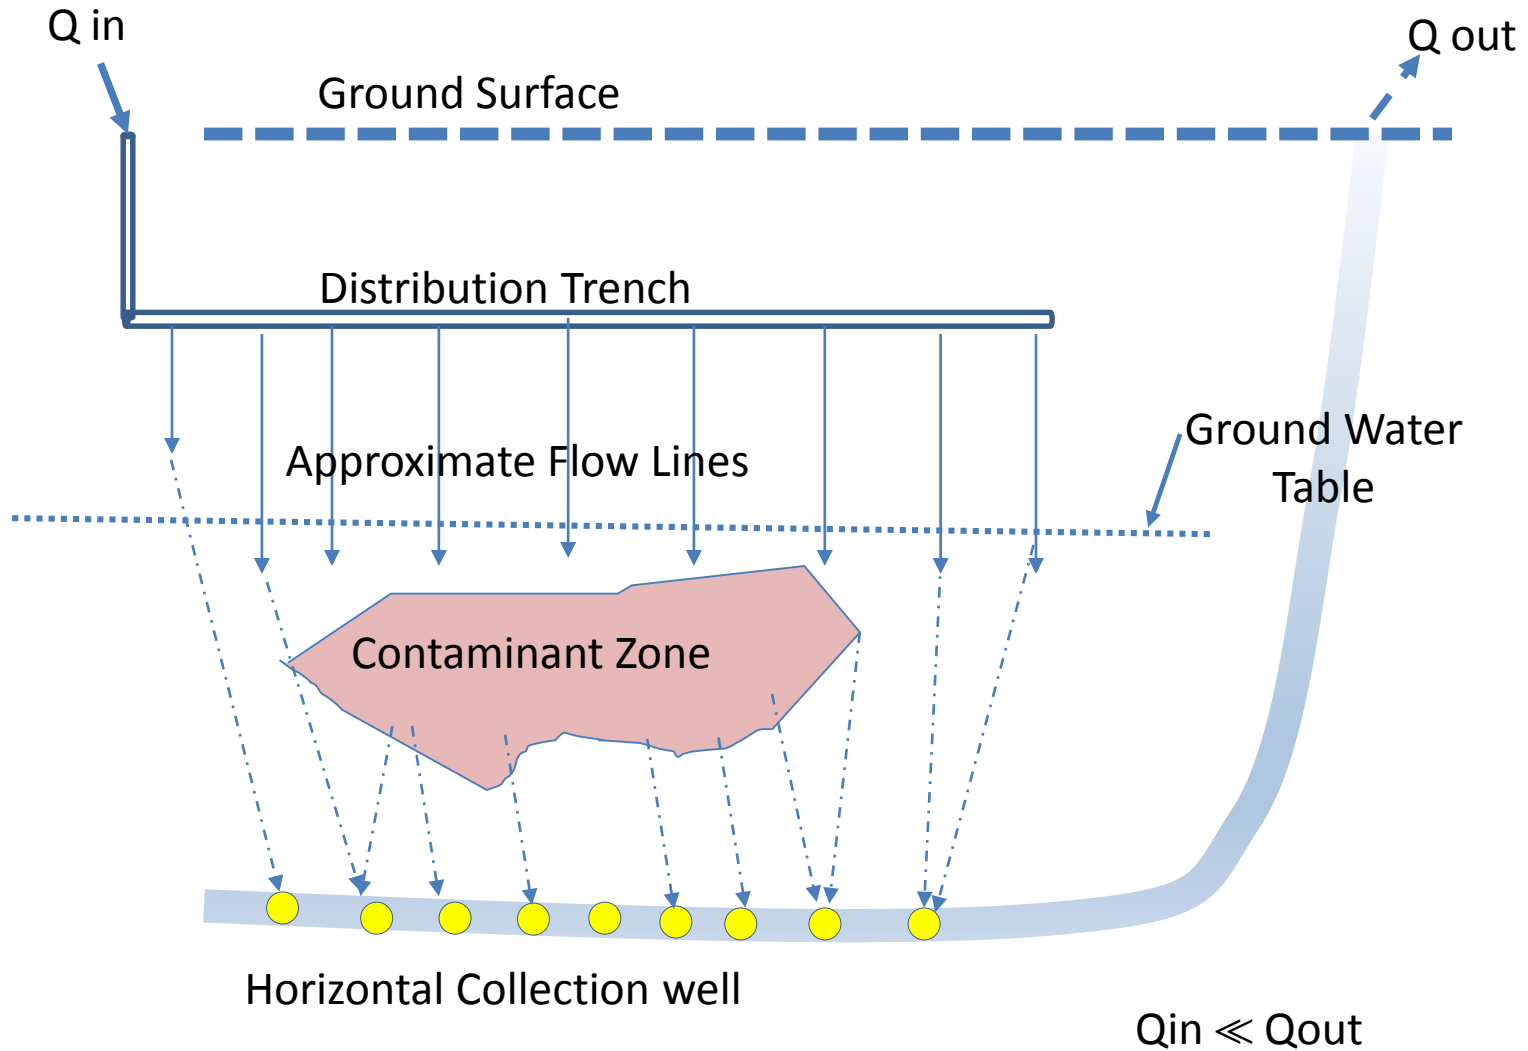 Q in
Q out
Ground Surface
Distribution Trench
Ground Water
Table
Approximate Flow Lines
Contaminant Zone
Horizontal Collection well
Qin ≪ Qout